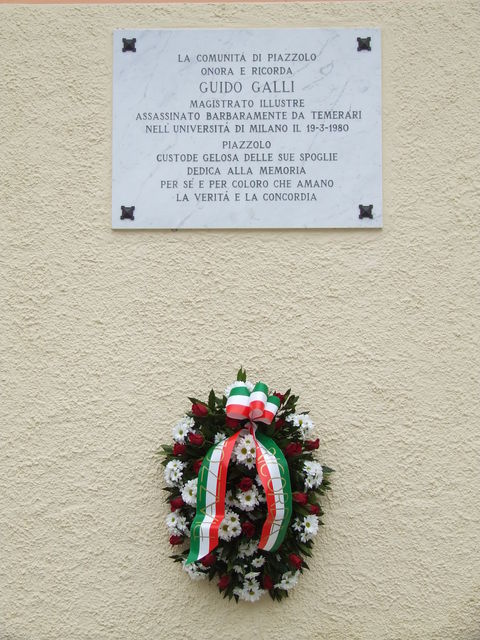 LA COMUNITÀ DI PIAZZOLO
ONORA E RICORDA
GUIDO GALLI
MAGISTRATO ILLUSTRE
ASSASSINATO BARBARAMENTE DA TEMERARI
NELL'UNIVERSITÀ DI MILANO IL 19-3-1980
PIAZZOLO
CUSTODE GELOSA DELLE SUE SPOGLIE
DEDICA ALLA MEMORIA
PER SÉ E PER COLORO CHE AMANO
LA VERITÀ E LA CONCORDIA